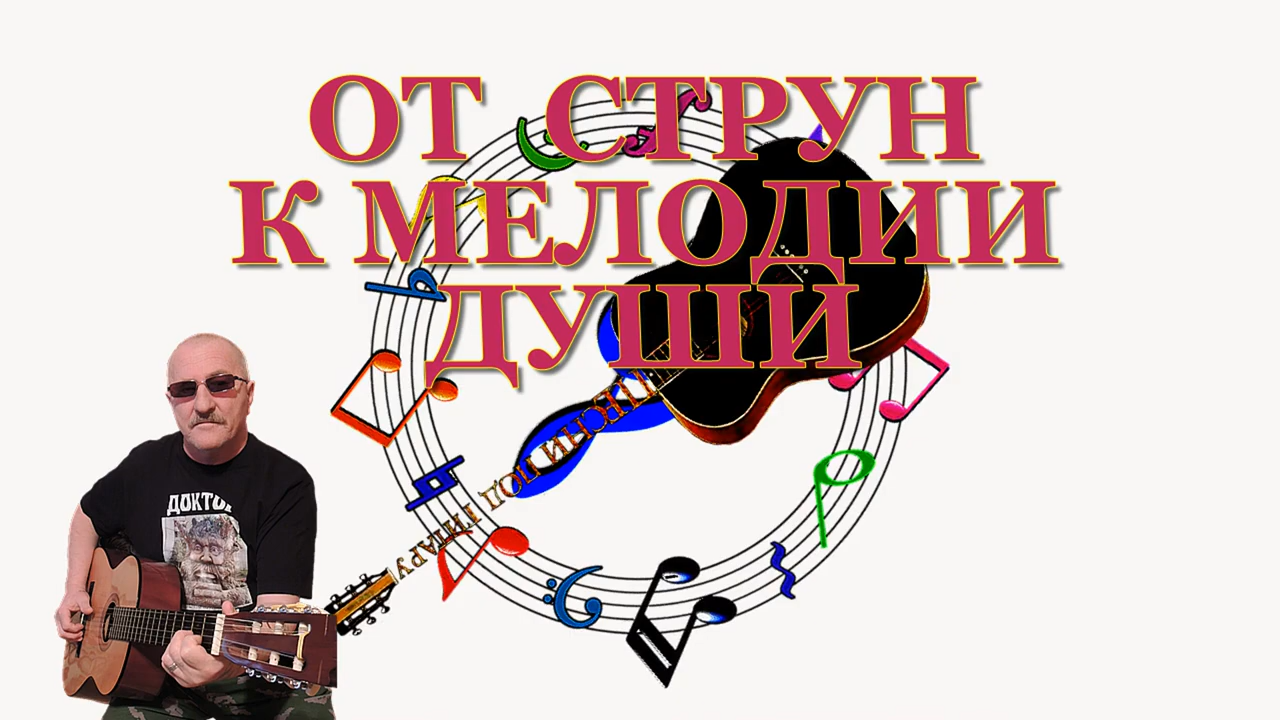 ОТ СТРУН
К МЕЛОДИИ
ДУШИ
ПЕСНИ ПОД ГИТАРУ
ДОКТОР